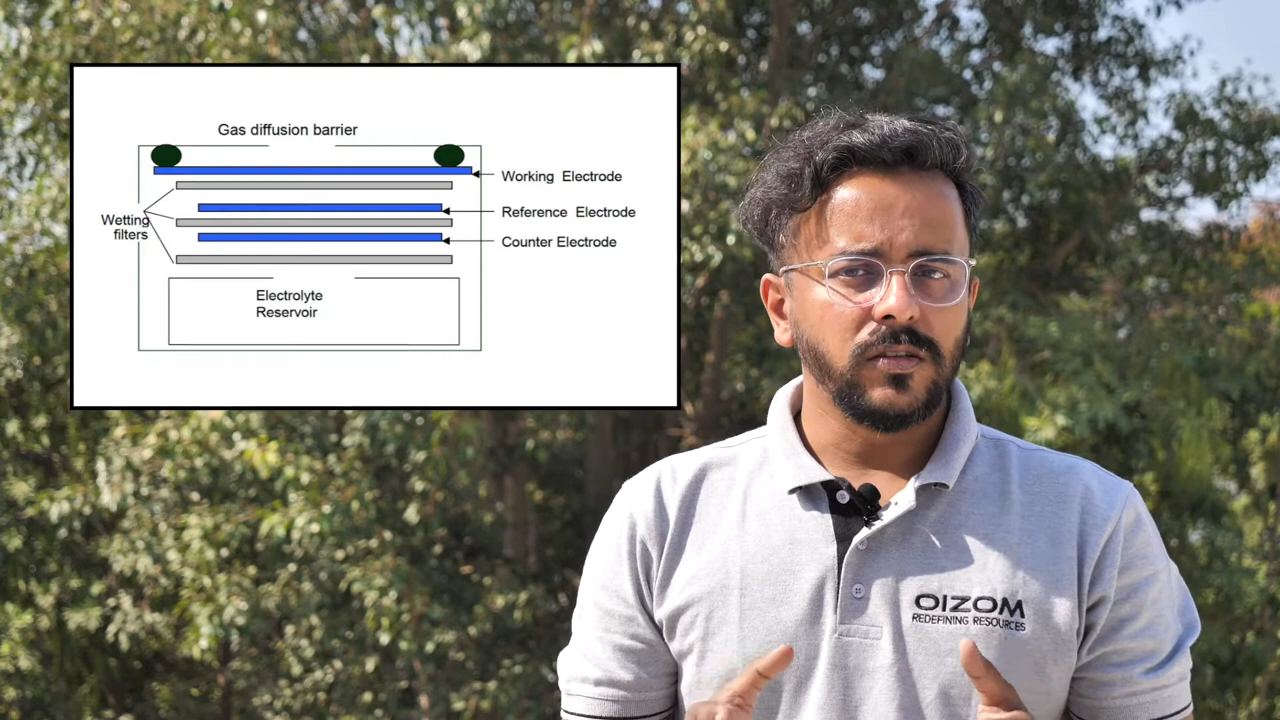 Gas diffusion barrier
Working Electrode
Reference Electrode
Wetting
filters
Counter Electrode
Electrolyte
Reservoir
OIZOM
REDEFINING RESOURCES